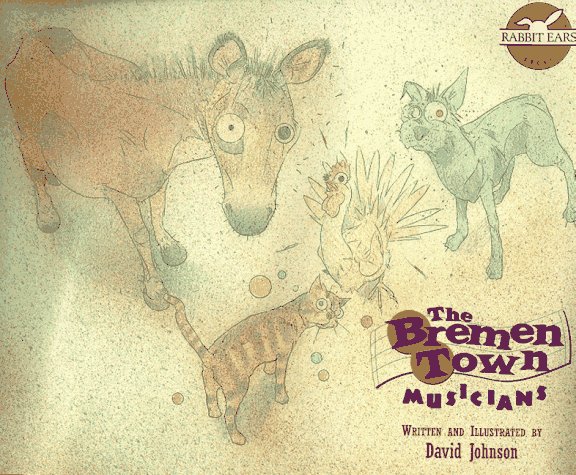 RABBIT EARS
The
Bremen
Town
MUSICIANS
WRITTEN AND ILLUSTRATED BY
David Johnson